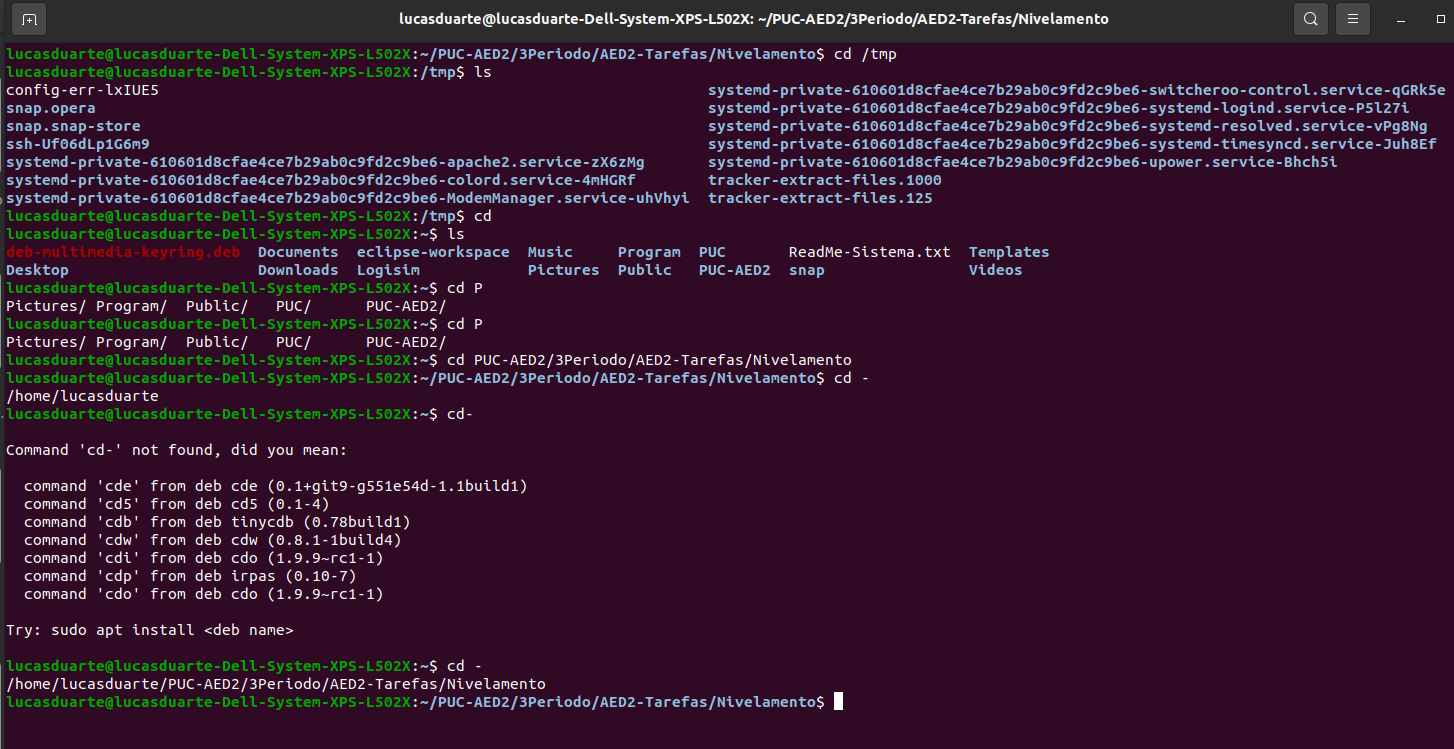 lucasduarte@lucasduarte-Dell-System-XPS-L502X: ~/PUC-AED2/3Periodo/AED2-Tarefas/Nivelamento
lucasduarte@lucasduarte-Dell-System-XPS-L502X:~/PUC-AED2/3Periodo/AED2-Tarefas/Nivelamento$ cd /tmp
lucasduarte@lucasduarte-Dell-System-XPS-L502X:/tmp$ ls
config-err-lxIUE5 systemd-private-610601d8cfae4ce7b29ab0c9fd2c9be6-switcheroo-control.service-qGRk5e
snap.opera systemd-private-610601d8cfae4ce7b29ab0c9fd2c9be6-systemd-logind.service-P5l27i
snap.snap-store systemd-private-610601d8cfae4ce7b29ab0c9fd2c9be6-systemd-resolved.service-vPg8Ng
ssh-Uf06dLp1G6m9 systemd-private-610601d8cfae4ce7b29ab0c9fd2c9be6-systemd-timesyncd.service-Juh8Ef
systemd-private-610601d8cfae4ce7b29ab0c9fd2c9be6-apache2.service-zX6zMg systemd-private-610601d8cfae4ce7b29ab0c9fd2c9be6-upower.service-Bhch5i
systemd-private-610601d8cfae4ce7b29ab0c9fd2c9be6-colord.service-4mHGRf tracker-extract-files.1000
systemd-private-610601d8cfae4ce7b29ab0c9fd2c9be6-ModemManager.service-uhVhyi tracker-extract-files.125
lucasduarte@lucasduarte-Dell-System-XPS-L502X:/tmp$ cd
lucasduarte@lucasduarte-Dell-System-XPS-L502X:~$ ls
deb-multimedia-keyring.deb Documents eclipse-workspace Music Program PUC ReadMe-Sistema.txt Templates
Desktop Downloads Logisim Pictures Public PUC-AED2 snap Videos
lucasduarte@lucasduarte-Dell-System-XPS-L502X:~$ cd P
Pictures/ Program/ Public/ PUC/ PUC-AED2/
lucasduarte@lucasduarte-Dell-System-XPS-L502X:~$ cd P
Pictures/ Program/ Public/ PUC/ PUC-AED2/
lucasduarte@lucasduarte-Dell-System-XPS-L502X:~$ cd PUC-AED2/3Periodo/AED2-Tarefas/Nivelamento
lucasduarte@lucasduarte-Dell-System-XPS-L502X:~/PUC-AED2/3Periodo/AED2-Tarefas/Nivelamento$ cd -
/home/lucasduarte
lucasduarte@lucasduarte-Dell-System-XPS-L502X:~$ cd-
Command 'cd-' not found, did you mean:
command 'cde' from deb cde (0.1+git9-g551e54d-1.1build1)
command 'cd5' from deb cd5 (0.1-4)
command 'cdb' from deb tinycdb (0.78build1)
command 'cdw' from deb cdw (0.8.1-1build4)
command 'cdi' from deb cdo (1.9.9~rc1-1)
command 'cdp' from deb irpas (0.10-7)
command 'cdo' from deb cdo (1.9.9~rc1-1)
Try: sudo apt install <deb name>
lucasduarte@lucasduarte-Dell-System-XPS-L502X:~$ cd -
/home/lucasduarte/PUC-AED2/3Periodo/AED2-Tarefas/Nivelamento
lucasduarte@lucasduarte-Dell-System-XPS-L502X:~/PUC-AED2/3Periodo/AED2-Tarefas/Nivelamento$